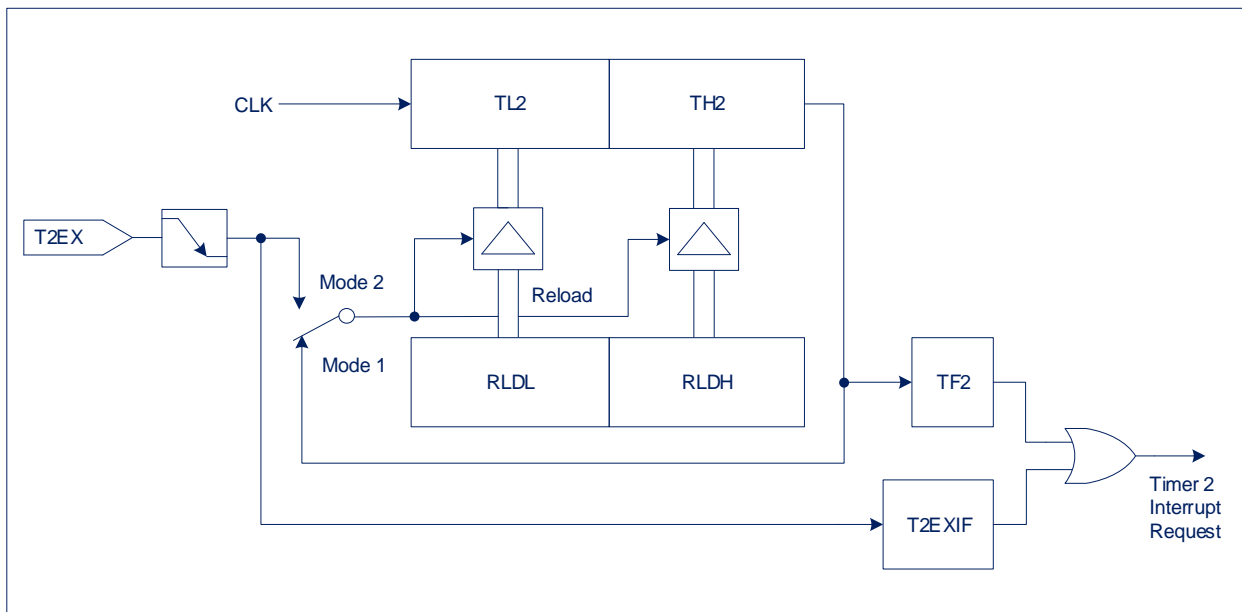 CLK
TL2
TH2
T2EX
Mode 2
Reload
Mode 1
RLDL
RLDH
TF2
T2EXIF
Timer 2
Interrupt
Request